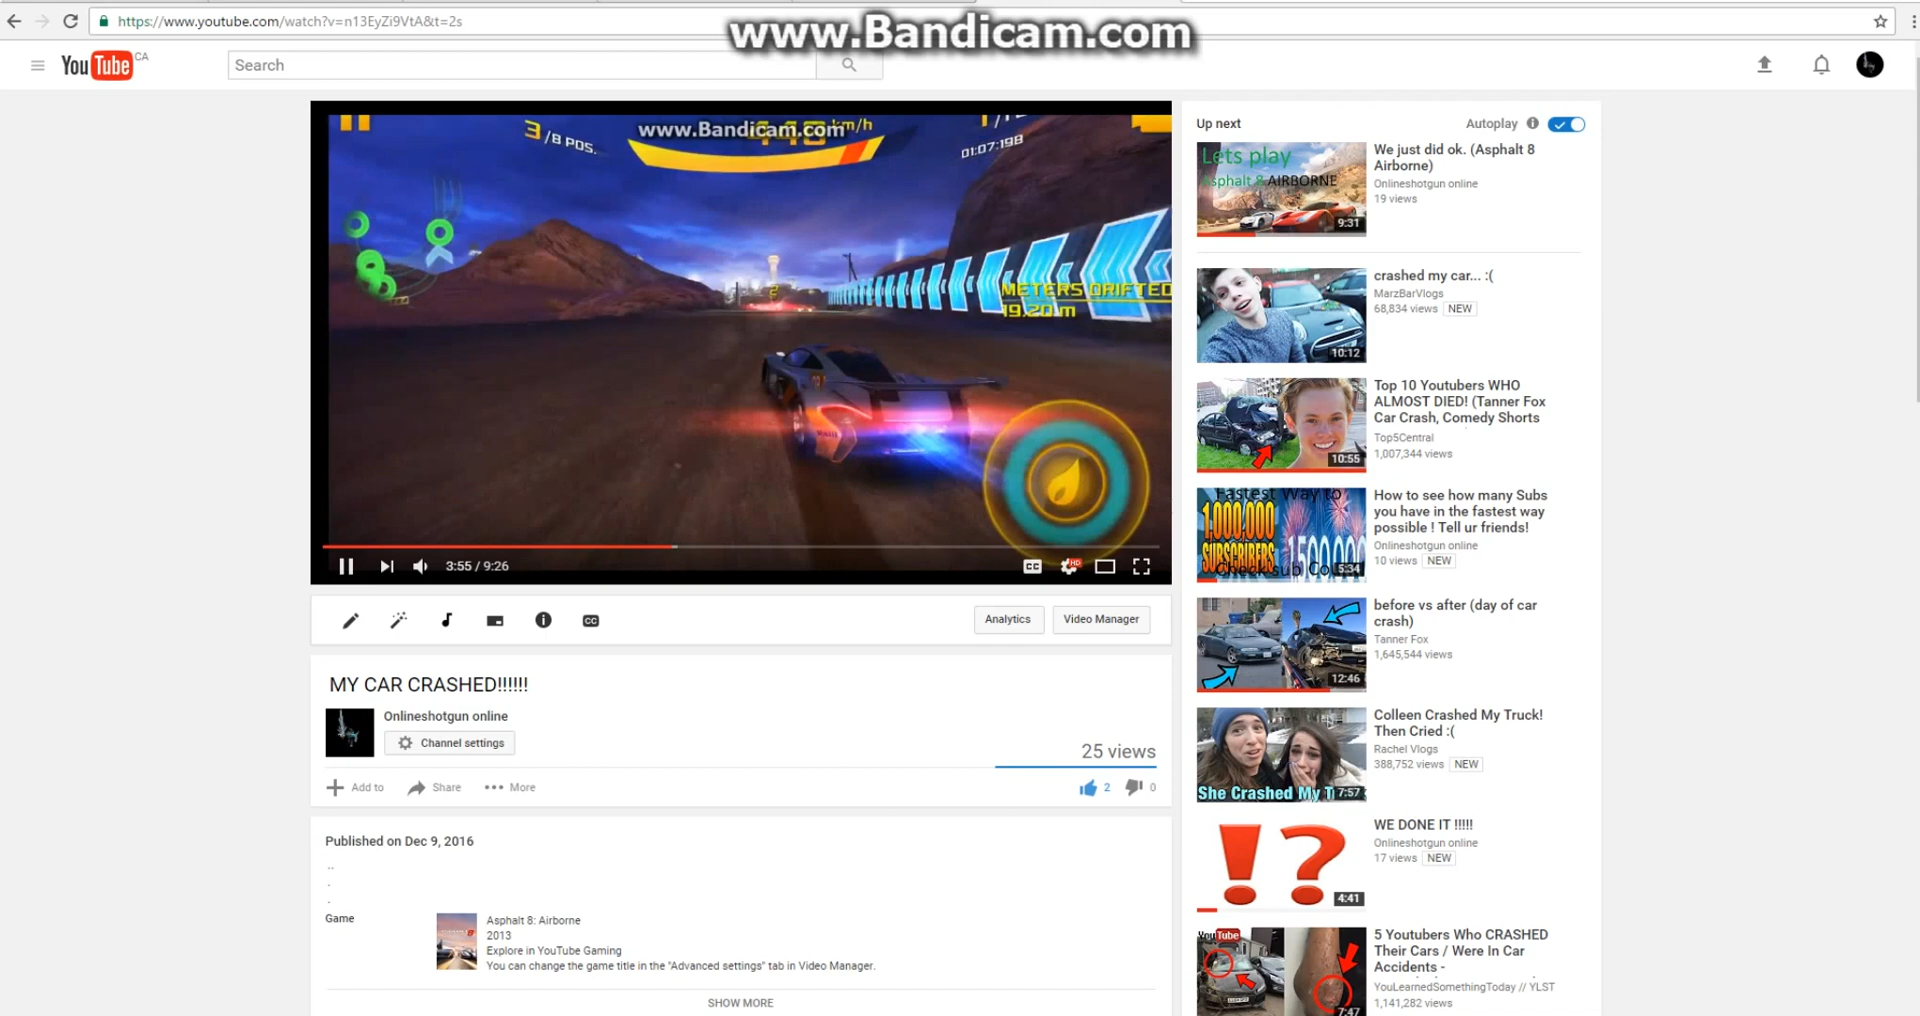 https://www.youtube.com/watch?v=n13EyZi9VtA&t=2s
www.Bandicam.com
YouTube CA
Search
3/8 POS.
www.Bandicam.com
km/h
01:07:198
METERS DRIFTED
19.20 m
2
3:55 / 9:26
CC
HD
CC
Analytics
Video Manager
MY CAR CRASHED!!!!!!
Onlineshotgun online
Channel settings
25 views
Add to
Share
More
2
0
Published on Dec 9, 2016
..
.
.
Game
Asphalt 8: Airborne
2013
Explore in YouTube Gaming
You can change the game title in the "Advanced settings" tab in Video Manager.
SHOW MORE
Up next
Autoplay
Lets play
Asphalt 8 AIRBORNE
9:31
We just did ok. (Asphalt 8
Airborne)
Onlineshotgun online
19 views
10:12
crashed my car... :(
MarzBarVlogs
68,834 views NEW
10:55
Top 10 Youtubers WHO
ALMOST DIED! (Tanner Fox
Car Crash, Comedy Shorts
Top5Central
1,007,344 views
Fastest Way to
1,000,000
SUBSCRIBERS
1500,000
Check sub Cou
5:34
How to see how many Subs
you have in the fastest way
possible ! Tell ur friends!
Onlineshotgun online
10 views NEW
12:46
before vs after (day of car
crash)
Tanner Fox
1,645,544 views
She Crashed My T
7:57
Colleen Crashed My Truck!
Then Cried :(
Rachel Vlogs
388,752 views NEW
!?
4:41
WE DONE IT !!!!!
Onlineshotgun online
17 views NEW
YouTube
7:47
5 Youtubers Who CRASHED
Their Cars / Were In Car
Accidents -
YouLearnedSomethingToday // YLST
1,141,282 views